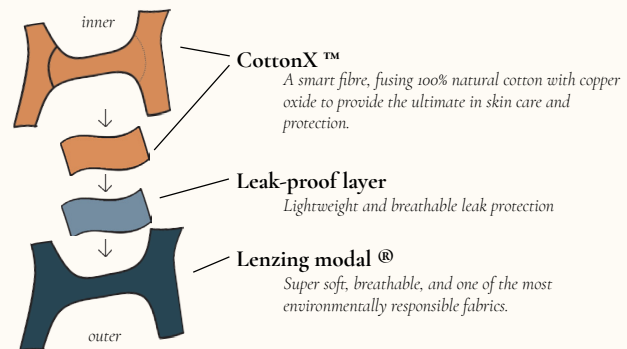 inner
CottonX ™
A smart fibre, fusing 100% natural cotton with copper
oxide to provide the ultimate in skin care and
protection.
Leak-proof layer
Lightweight and breathable leak protection
Lenzing modal ®
Super soft, breathable, and one of the most
environmentally responsible fabrics.
outer